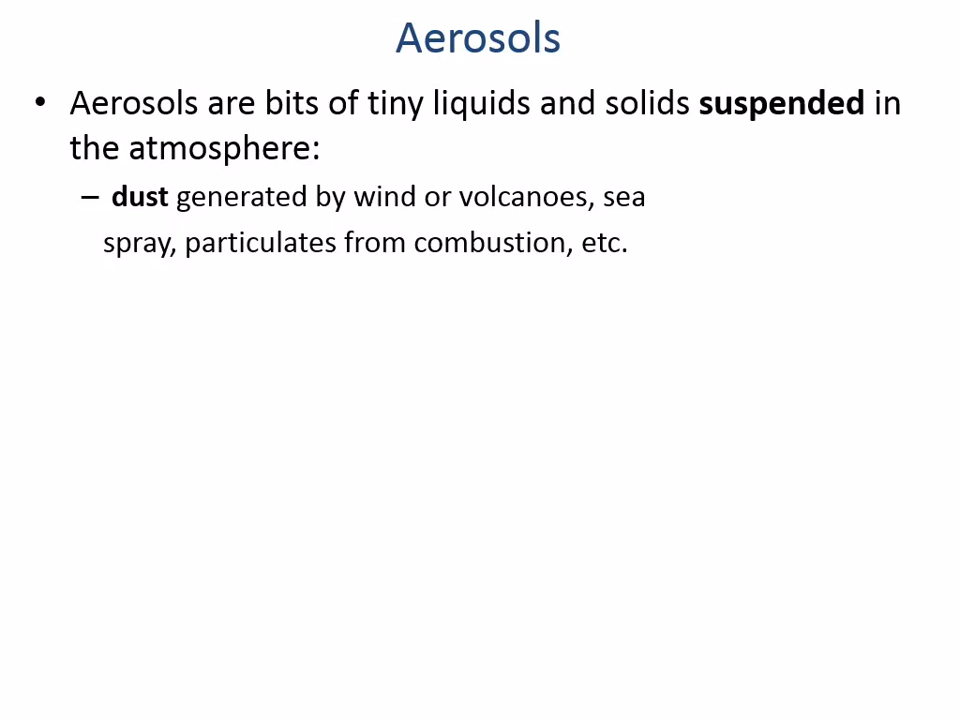 Aerosols
• Aerosols are bits of tiny liquids and solids suspended in
the atmosphere:
– dust generated by wind or volcanoes, sea
spray, particulates from combustion, etc.